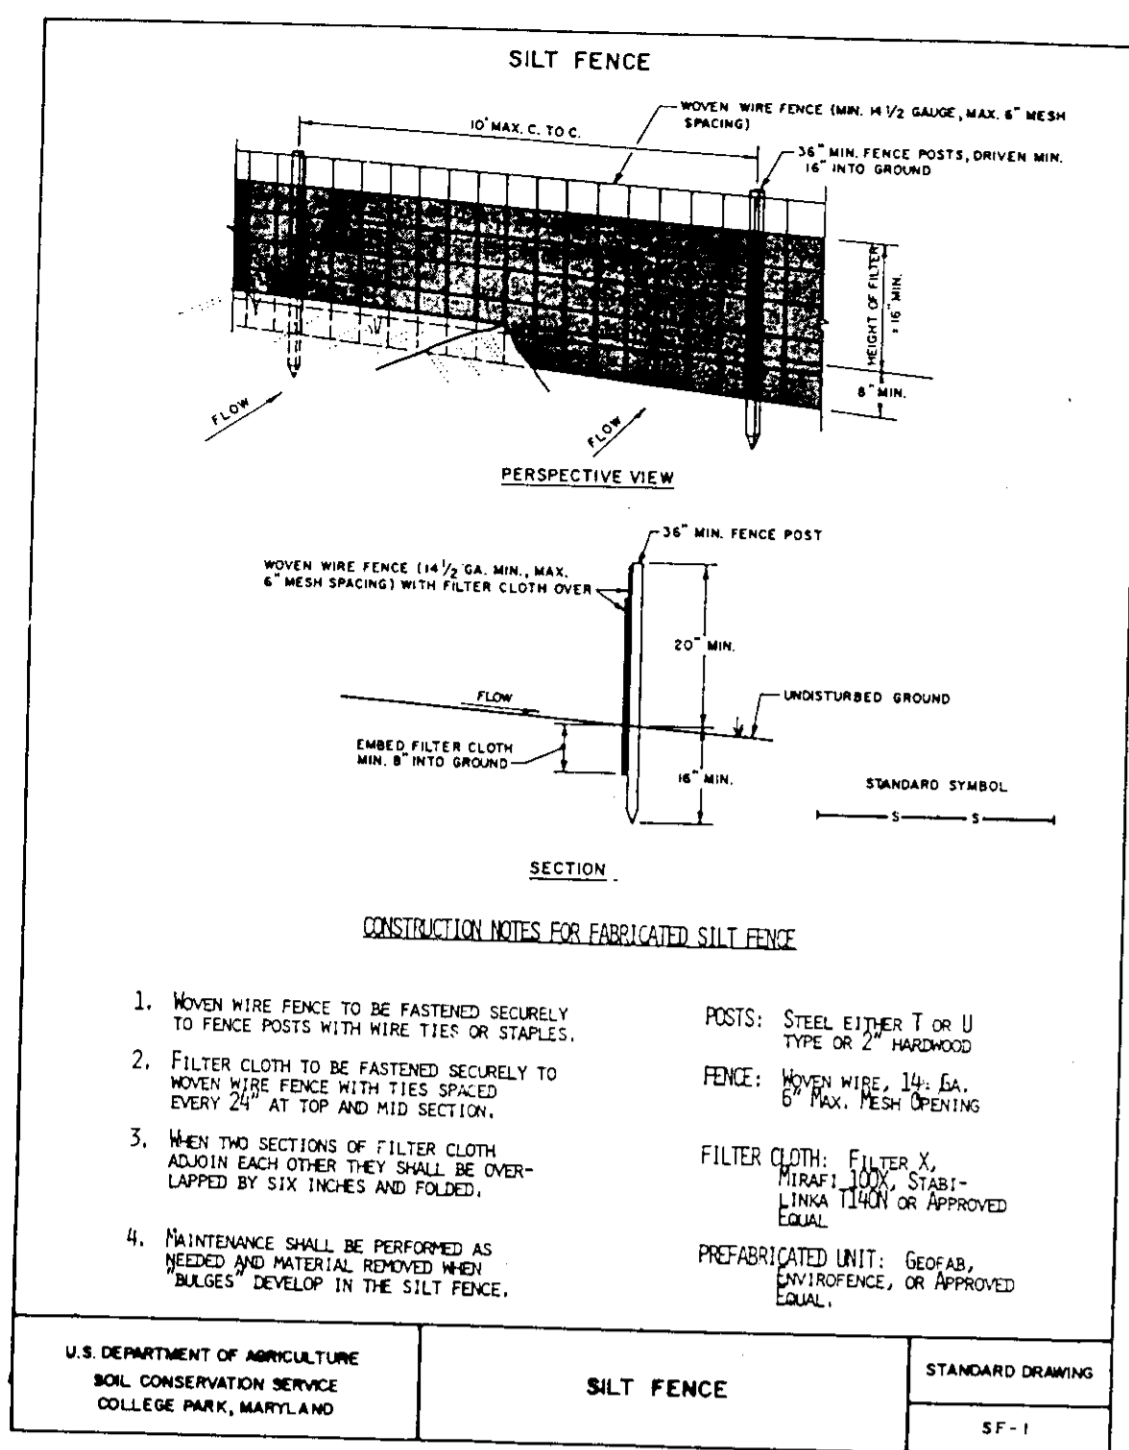 SILT FENCE
WOVEN WIRE FENCE (MIN. 14 1/2 GAUGE, MAX. 6" MESH
SPACING)
10' MAX. C. TO C.
36" MIN. FENCE POSTS, DRIVEN MIN.
16" INTO GROUND
HEIGHT OF FILTER
= 16" MIN.
8" MIN.
FLOW
FLOW
PERSPECTIVE VIEW
36" MIN. FENCE POST
WOVEN WIRE FENCE (14 1/2 GA. MIN., MAX.
6" MESH SPACING) WITH FILTER CLOTH OVER
20" MIN.
FLOW
UNDISTURBED GROUND
EMBED FILTER CLOTH
MIN. 8" INTO GROUND
16" MIN.
STANDARD SYMBOL
S S
SECTION
CONSTRUCTION NOTES FOR FABRICATED SILT FENCE
1. WOVEN WIRE FENCE TO BE FASTENED SECURELY
TO FENCE POSTS WITH WIRE TIES OR STAPLES.
2. FILTER CLOTH TO BE FASTENED SECURELY TO
WOVEN WIRE FENCE WITH TIES SPACED
EVERY 24" AT TOP AND MID SECTION.
3. WHEN TWO SECTIONS OF FILTER CLOTH
ADJOIN EACH OTHER THEY SHALL BE OVER-
LAPPED BY SIX INCHES AND FOLDED.
4. MAINTENANCE SHALL BE PERFORMED AS
NEEDED AND MATERIAL REMOVED WHEN
"BULGES" DEVELOP IN THE SILT FENCE.
POSTS: STEEL EITHER T OR U
TYPE OR 2" HARDWOOD
FENCE: WOVEN WIRE, GA.
6" MAX. MESH OPENING
FILTER CLOTH: FILTER X,
MIRAFI 100X, STABI-
LINKA T140N OR APPROVED
EQUAL
PREFABRICATED UNIT: GEOFAB,
ENVIROFENCE, OR APPROVED
EQUAL.
U.S. DEPARTMENT OF AGRICULTURE
SOIL CONSERVATION SERVICE
COLLEGE PARK, MARYLAND
SILT FENCE
STANDARD DRAWING
SF-1